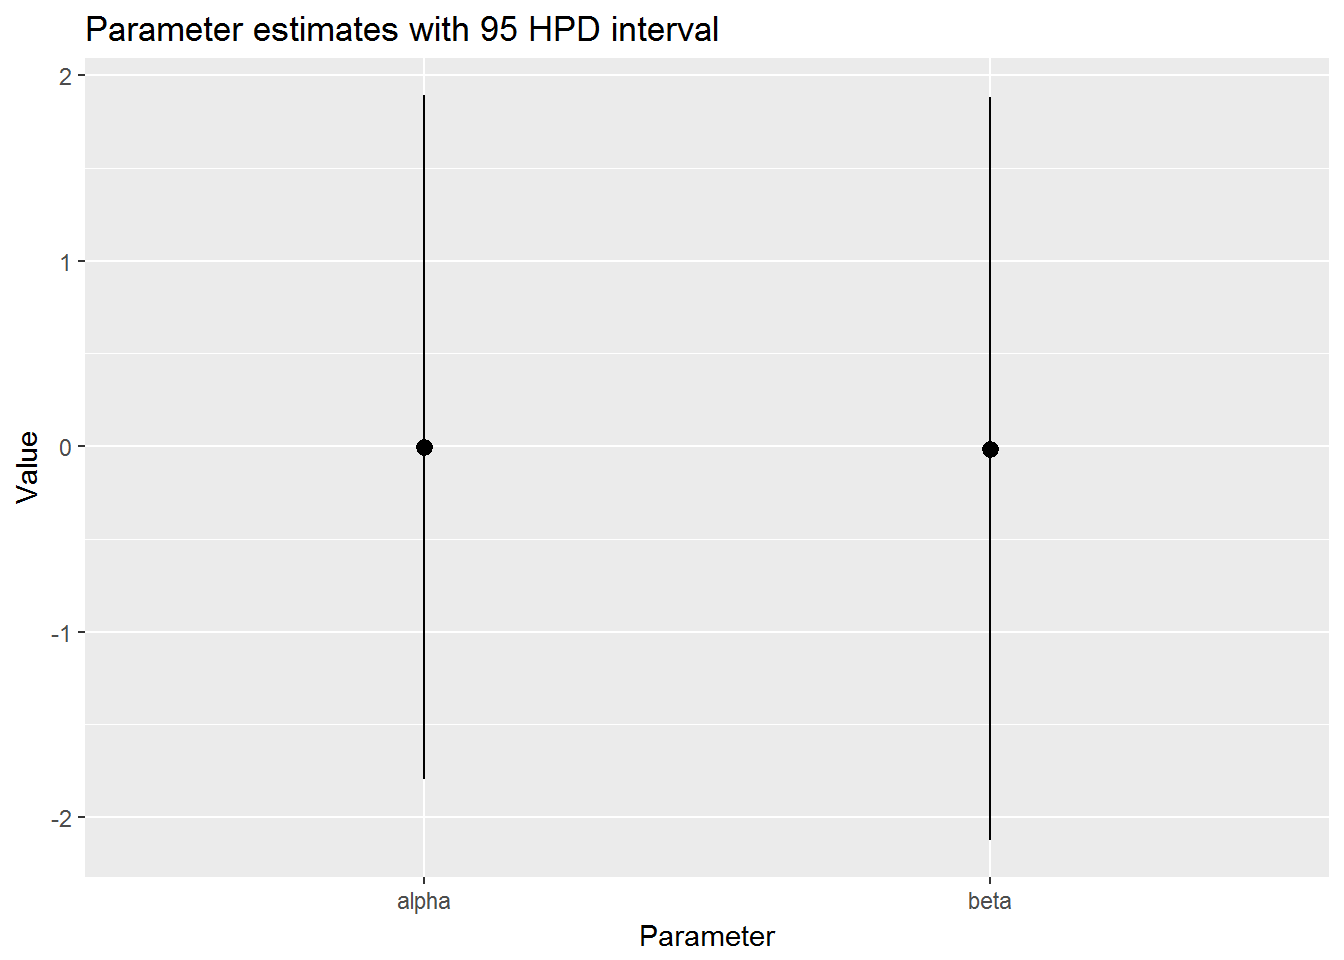 Parameter estimates with 95 HPD interval
2
1
0
-1
-2
Value
alpha beta
Parameter